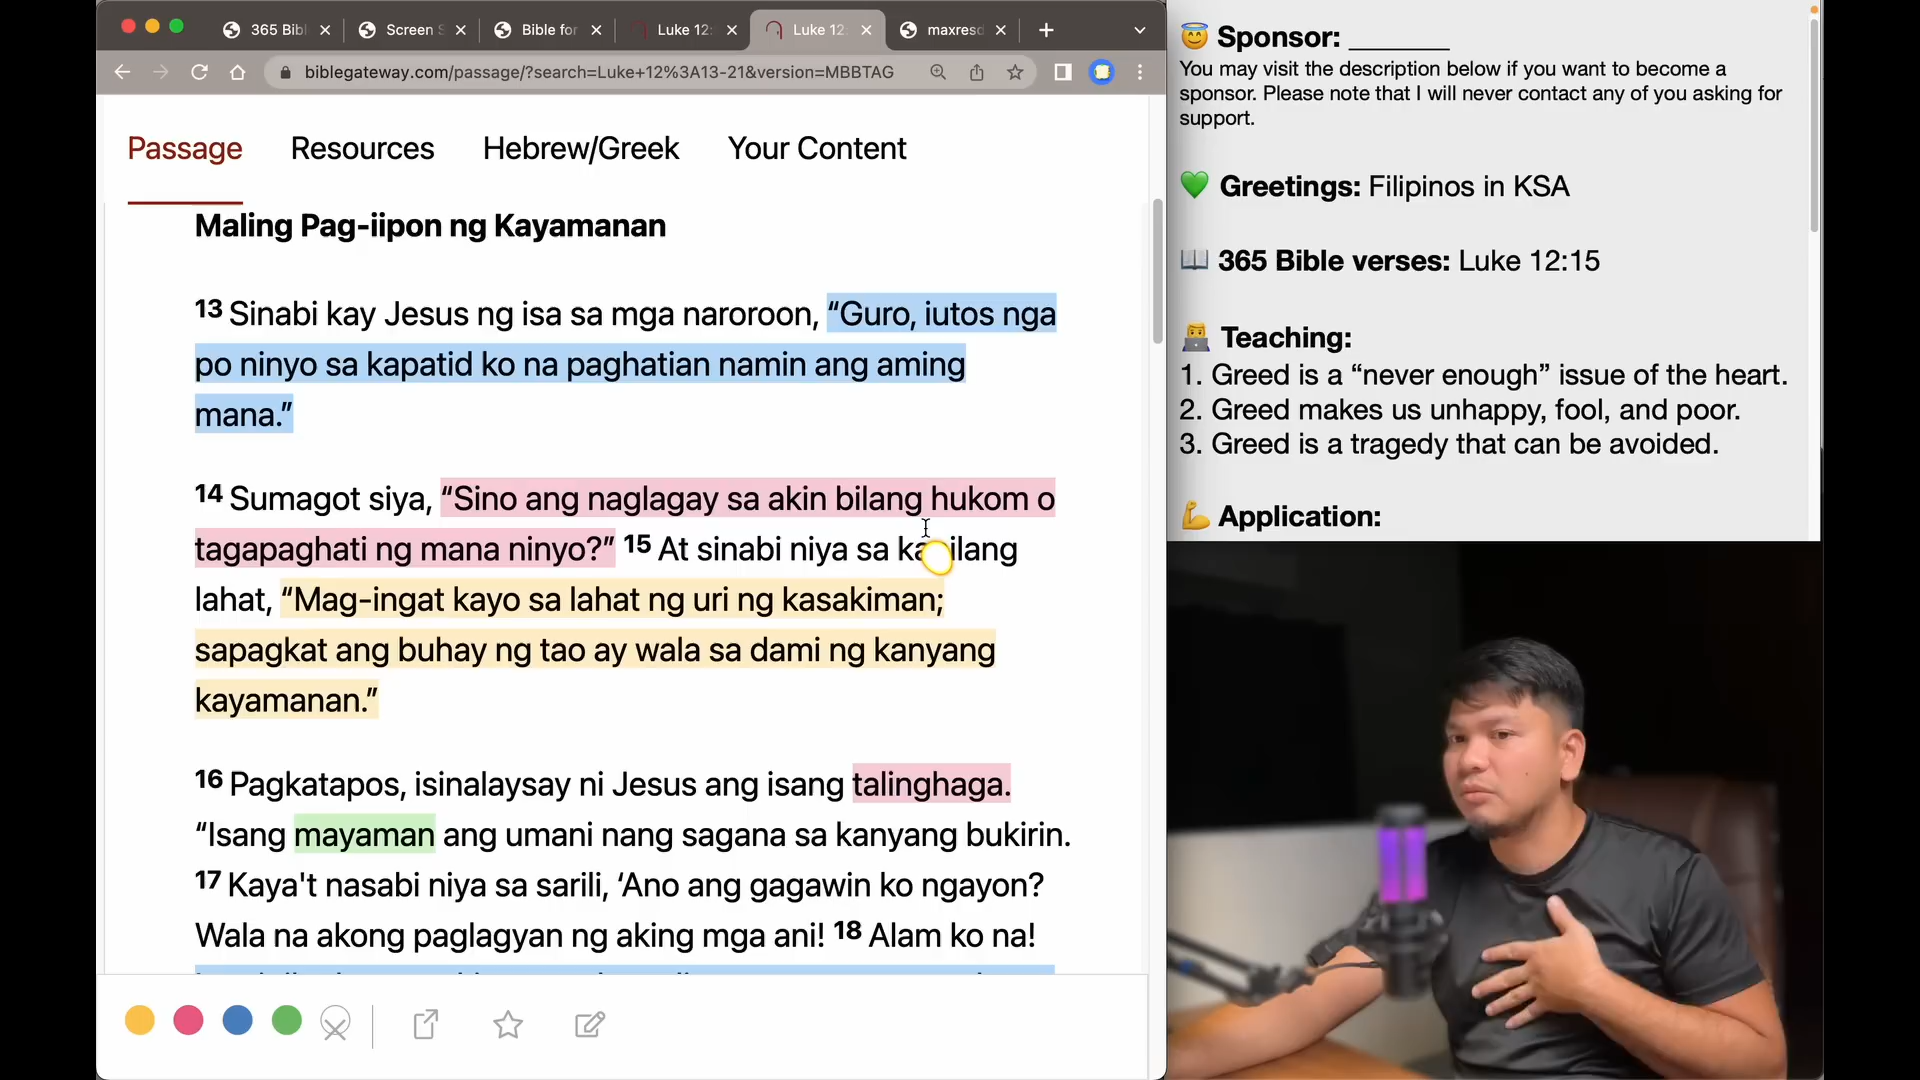 365 Bibl
Screen S
Bible for
Luke 12:
Luke 12:
maxresd
biblegateway.com/passage/?search=Luke+12%3A13-21&version=MBBTAG
Passage
Resources
Hebrew/Greek
Your Content
Maling Pag-iipon ng Kayamanan
13 Sinabi kay Jesus ng isa sa mga naroroon, “Guro, iutos nga
po ninyo sa kapatid ko na paghatian namin ang aming
mana.”
14 Sumagot siya, “Sino ang naglagay sa akin bilang hukom o
tagapaghati ng mana ninyo?” 15 At sinabi niya sa kanilang
lahat, “Mag-ingat kayo sa lahat ng uri ng kasakiman;
sapagkat ang buhay ng tao ay wala sa dami ng kanyang
kayamanan.”
16 Pagkatapos, isinalaysay ni Jesus ang isang talinghaga.
“Isang mayaman ang umani nang sagana sa kanyang bukirin.
17 Kaya't nasabi niya sa sarili, ‘Ano ang gagawin ko ngayon?
Wala na akong paglagyan ng aking mga ani! 18 Alam ko na!
Sponsor: ______
You may visit the description below if you want to become a
sponsor. Please note that I will never contact any of you asking for
support.
Greetings: Filipinos in KSA
365 Bible verses: Luke 12:15
Teaching:
1. Greed is a “never enough” issue of the heart.
2. Greed makes us unhappy, fool, and poor.
3. Greed is a tragedy that can be avoided.
Application: